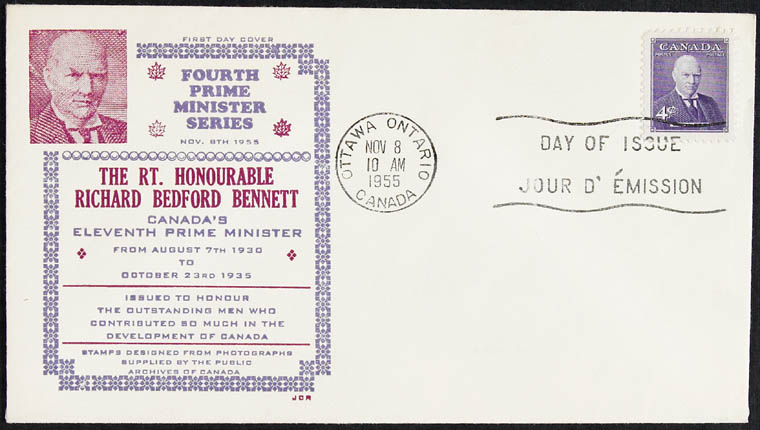 FIRST DAY COVER
FOURTH
PRIME
MINISTER
SERIES
NOV. 8TH 1955
THE RT. HONOURABLE
RICHARD BEDFORD BENNETT
CANADA'S
ELEVENTH PRIME MINISTER
FROM AUGUST 7TH 1930
TO
OCTOBER 23RD 1935
ISSUED TO HONOUR
THE OUTSTANDING MEN WHO
CONTRIBUTED SO MUCH IN THE
DEVELOPMENT OF CANADA
STAMPS DESIGNED FROM PHOTOGRAPHS
SUPPLIED BY THE PUBLIC
ARCHIVES OF CANADA
JCR
OTTAWA ONTARIO
NOV 8
10 AM
1955
CANADA
CANADA
POSTES POSTAGE
4¢
DAY OF ISSUE
JOUR D' ÉMISSION